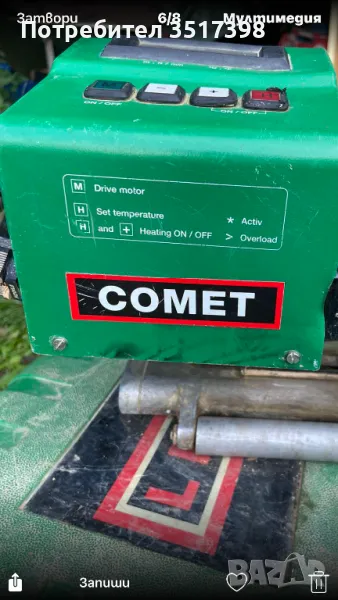 Затвори
6/8
Мултимедия
Потребител 3517398
ON / OFF
ON / OFF
M Drive motor
H Set temperature
* Activ
H and + Heating ON / OFF
> Overload
COMET
Запиши
bazar